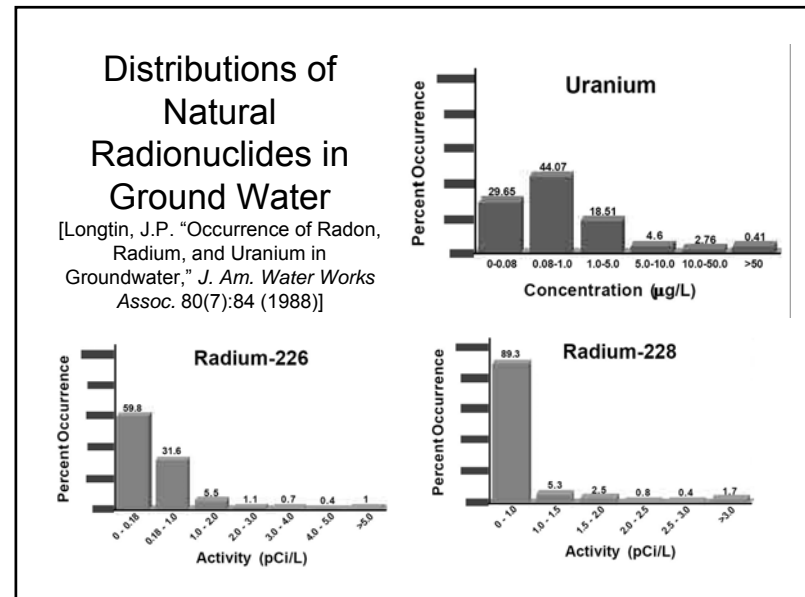 Distributions of
Natural
Radionuclides in
Ground Water
[Longtin, J.P. “Occurrence of Radon,
Radium, and Uranium in
Groundwater,” J. Am. Water Works
Assoc. 80(7):84 (1988)]
Uranium
Percent Occurrence
29.65 44.07 18.51 4.6 2.76 0.41
0-0.08 0.08-1.0 1.0-5.0 5.0-10.0 10.0-50.0 >50
Concentration (µg/L)
Radium-226
Percent Occurrence
59.8 31.6 5.5 1.1 0.7 0.4 1
0 - 0.18 0.18 - 1.0 1.0 - 2.0 2.0 - 3.0 3.0 - 4.0 4.0 - 5.0 >5.0
Activity (pCi/L)
Radium-228
Percent Occurrence
89.3 5.3 2.5 0.8 0.4 1.7
0 - 1.0 1.0 - 1.5 1.5 - 2.0 2.0 - 2.5 2.5 - 3.0 >3.0
Activity (pCi/L)